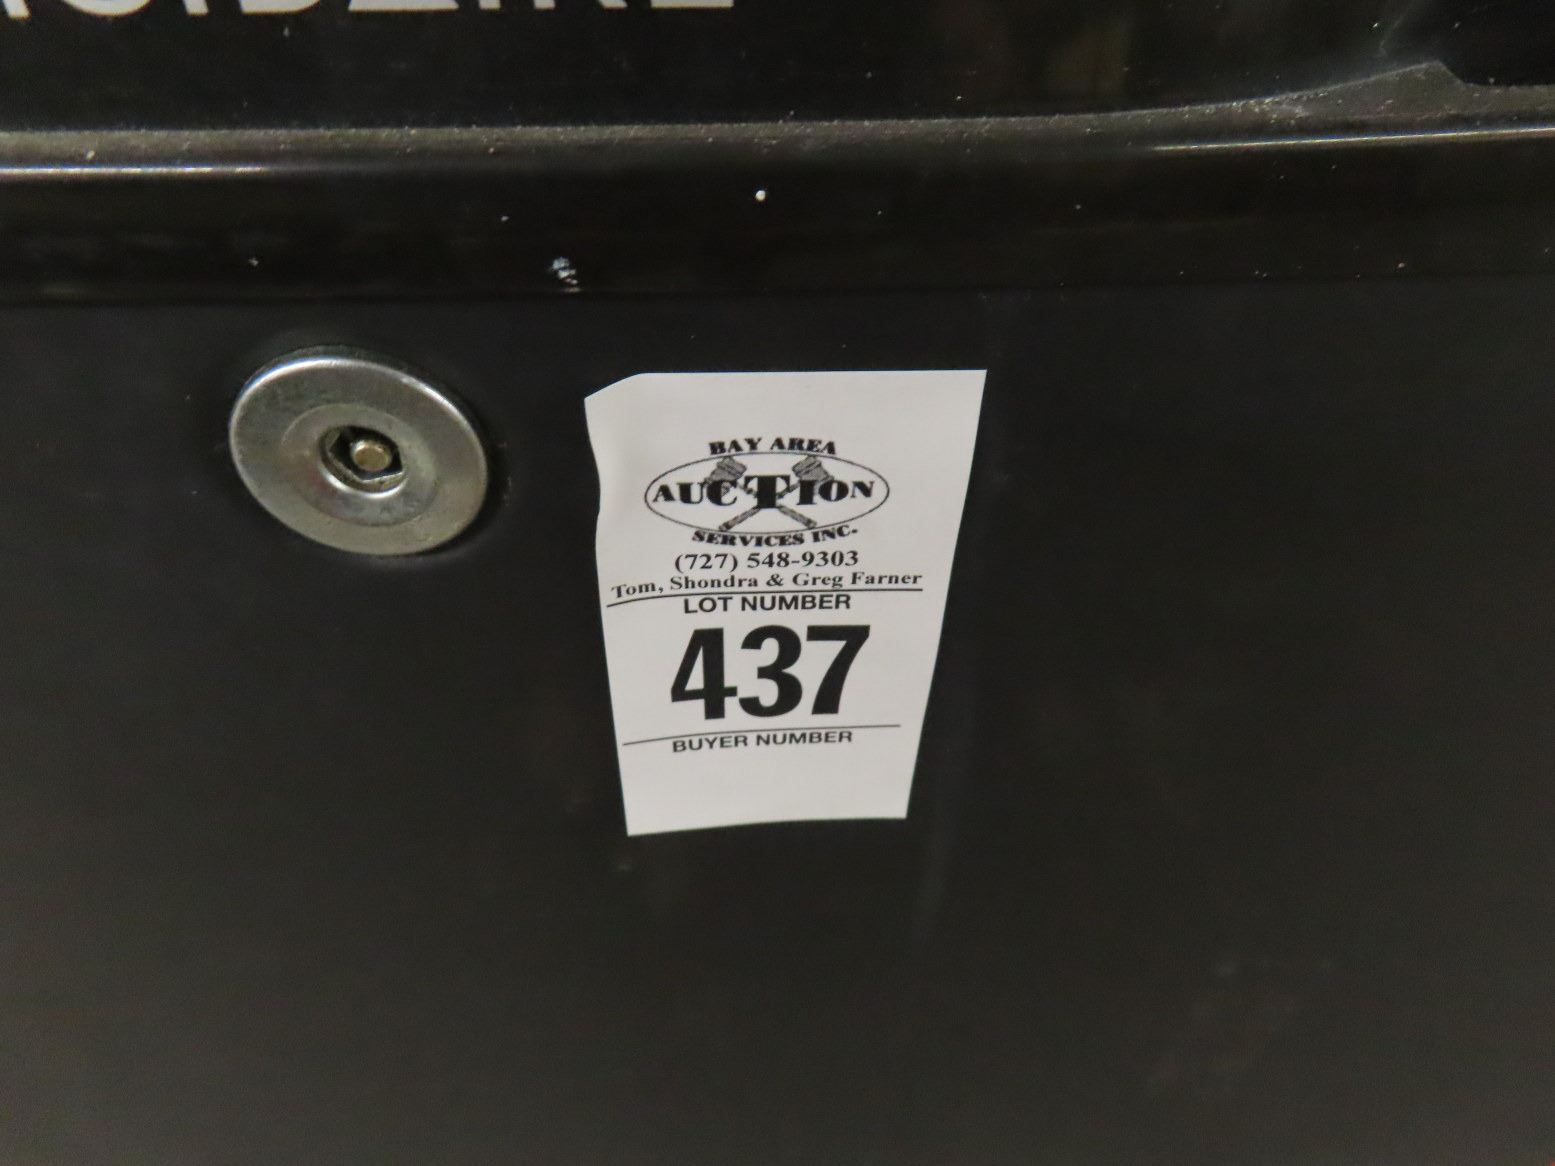 BAY AREA
AUCTION
SERVICES INC.
(727) 548-9303
Tom, Shondra & Greg Farner
LOT NUMBER
437
BUYER NUMBER